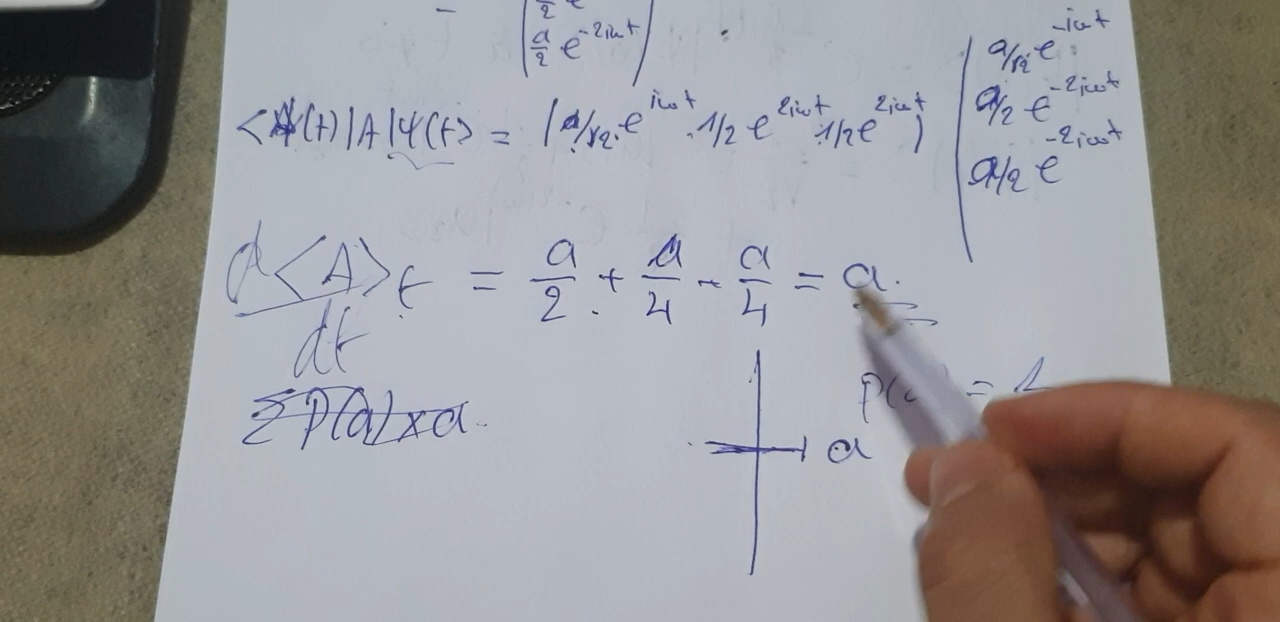 a/2 e^-2iωt
a/√2 e^-iωt
a/2 e^-2iωt
a/2 e^-2iωt
<Ψ(t)|A|Ψ(t)> = (1/√2 . e^iωt . 1/2 e^2iωt 1/2 e^2iωt)
d<A>t / dt = a/2 + a/4 - a/4 = a.
ΣP(a)xa.
a